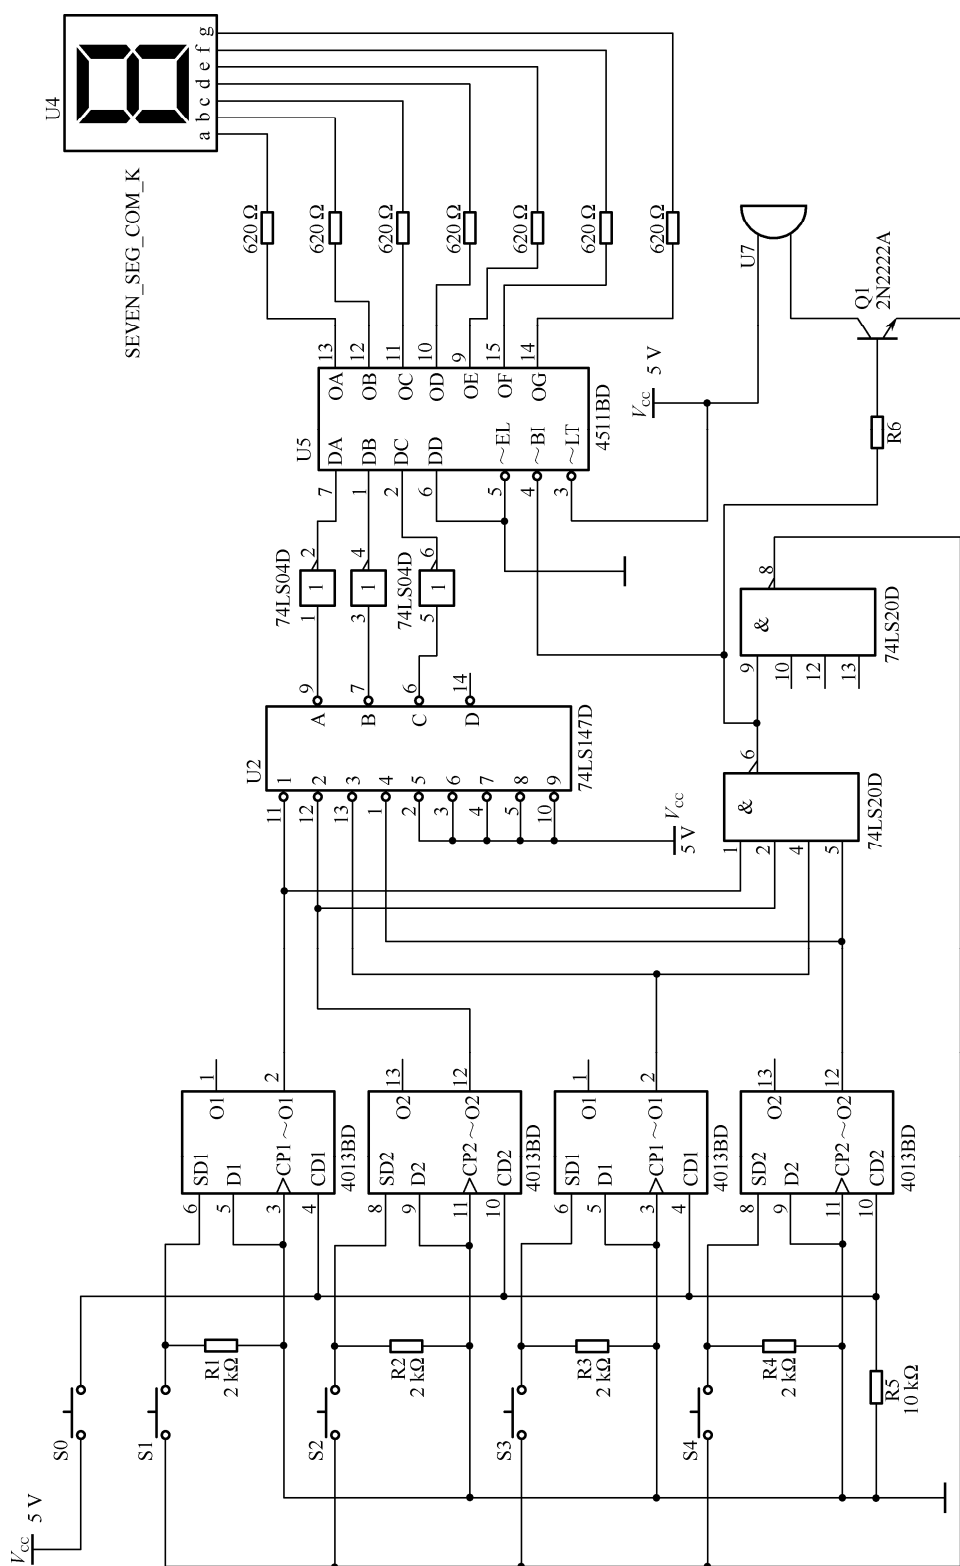 U4
a b c d e f g
SEVEN_SEG_COM_K
620 Ω
620 Ω
620 Ω
620 Ω
620 Ω
620 Ω
620 Ω
U7
Q1
2N2222A
R6
VCC 5 V
U5
13 12 11 10 9 15 14
OA OB OC OD OE OF OG
DA DB DC DD ~EL ~BI ~LT
7 1 2 6 5 4 3
4511BD
74LS04D
1 1 2
3 1 4
74LS04D
5 1 6
U2
9 7 6 14
A B C D
1 2 3 4 5 6 7 8 9
11 12 13 1 2 3 4 5 10
74LS147D
VCC
5 V
&
8
9 10 12 13
74LS20D
&
6
1 2 4 5
74LS20D
1 2
O1 ~O1
SD1 D1 CP1 CD1
6 5 3 4
4013BD
13 12
O2 ~O2
SD2 D2 CP2 CD2
8 9 11 10
4013BD
1 2
O1 ~O1
SD1 D1 CP1 CD1
6 5 3 4
4013BD
13 12
O2 ~O2
SD2 D2 CP2 CD2
8 9 11 10
4013BD
R1
2 kΩ
R2
2 kΩ
R3
2 kΩ
R4
2 kΩ
R5
10 kΩ
S0
S1
S2
S3
S4
VCC 5 V